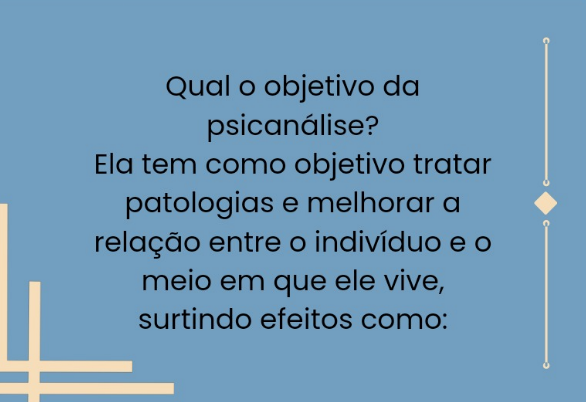 Qual o objetivo da
psicanálise?
Ela tem como objetivo tratar
patologias e melhorar a
relação entre o indivíduo e o
meio em que ele vive,
surtindo efeitos como: